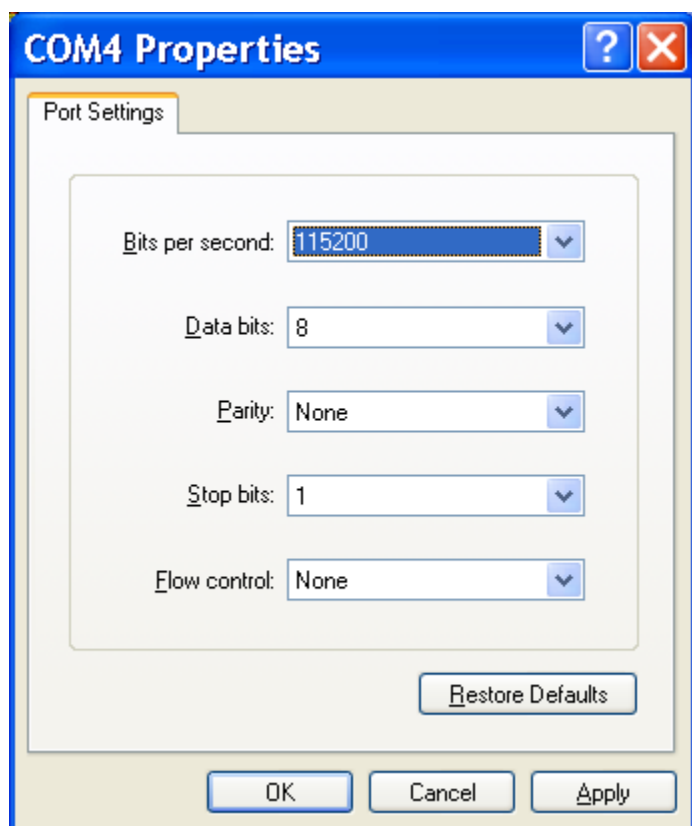 COM4 Properties
Port Settings
Bits per second: 115200
Data bits: 8
Parity: None
Stop bits: 1
Flow control: None
Restore Defaults
OK Cancel Apply